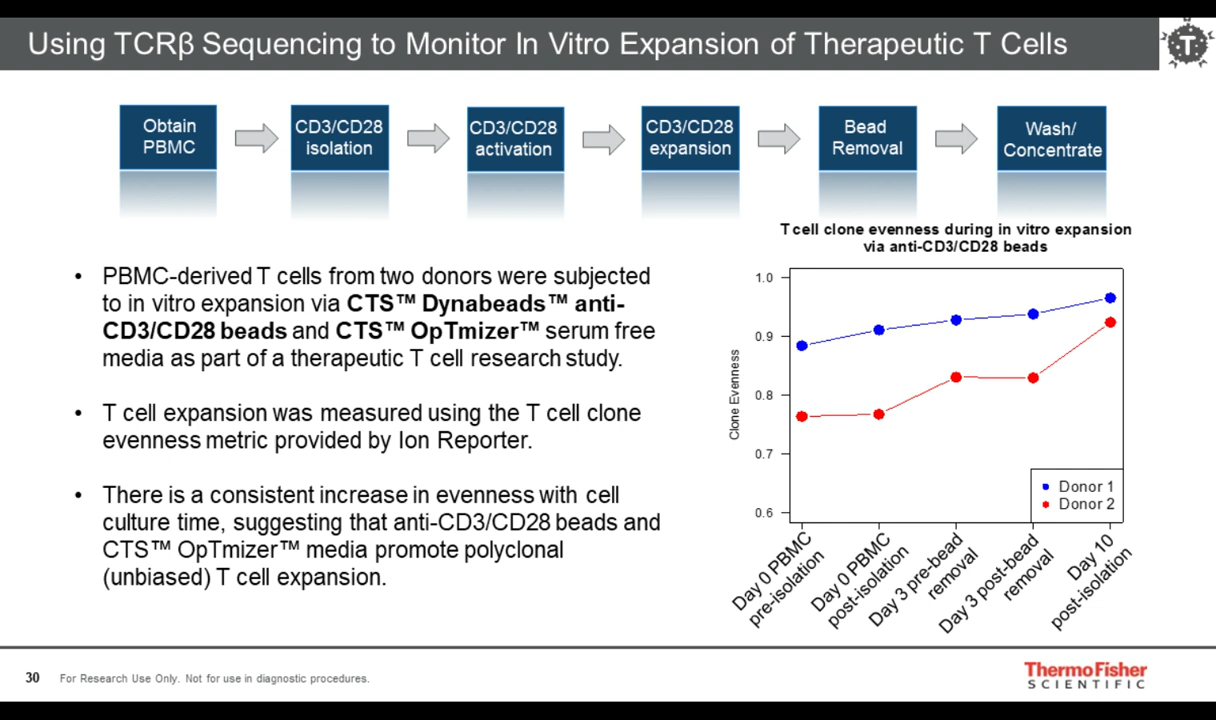 Using TCRβ Sequencing to Monitor In Vitro Expansion of Therapeutic T Cells
T
Obtain
PBMC
CD3/CD28
isolation
CD3/CD28
activation
CD3/CD28
expansion
Bead
Removal
Wash/
Concentrate
• PBMC-derived T cells from two donors were subjected
to in vitro expansion via CTS™ Dynabeads™ anti-
CD3/CD28 beads and CTS™ OpTmizer™ serum free
media as part of a therapeutic T cell research study.
• T cell expansion was measured using the T cell clone
evenness metric provided by Ion Reporter.
• There is a consistent increase in evenness with cell
culture time, suggesting that anti-CD3/CD28 beads and
CTS™ OpTmizer™ media promote polyclonal
(unbiased) T cell expansion.
T cell clone evenness during in vitro expansion
via anti-CD3/CD28 beads
Clone Evenness
1.0
0.9
0.8
0.7
0.6
Donor 1
Donor 2
Day 0 PBMC
pre-isolation
Day 0 PBMC
post-isolation
Day 3 pre-bead
removal
Day 3 post-bead
removal
Day 10
post-isolation
30
For Research Use Only. Not for use in diagnostic procedures.
ThermoFisher
SCIENTIFIC